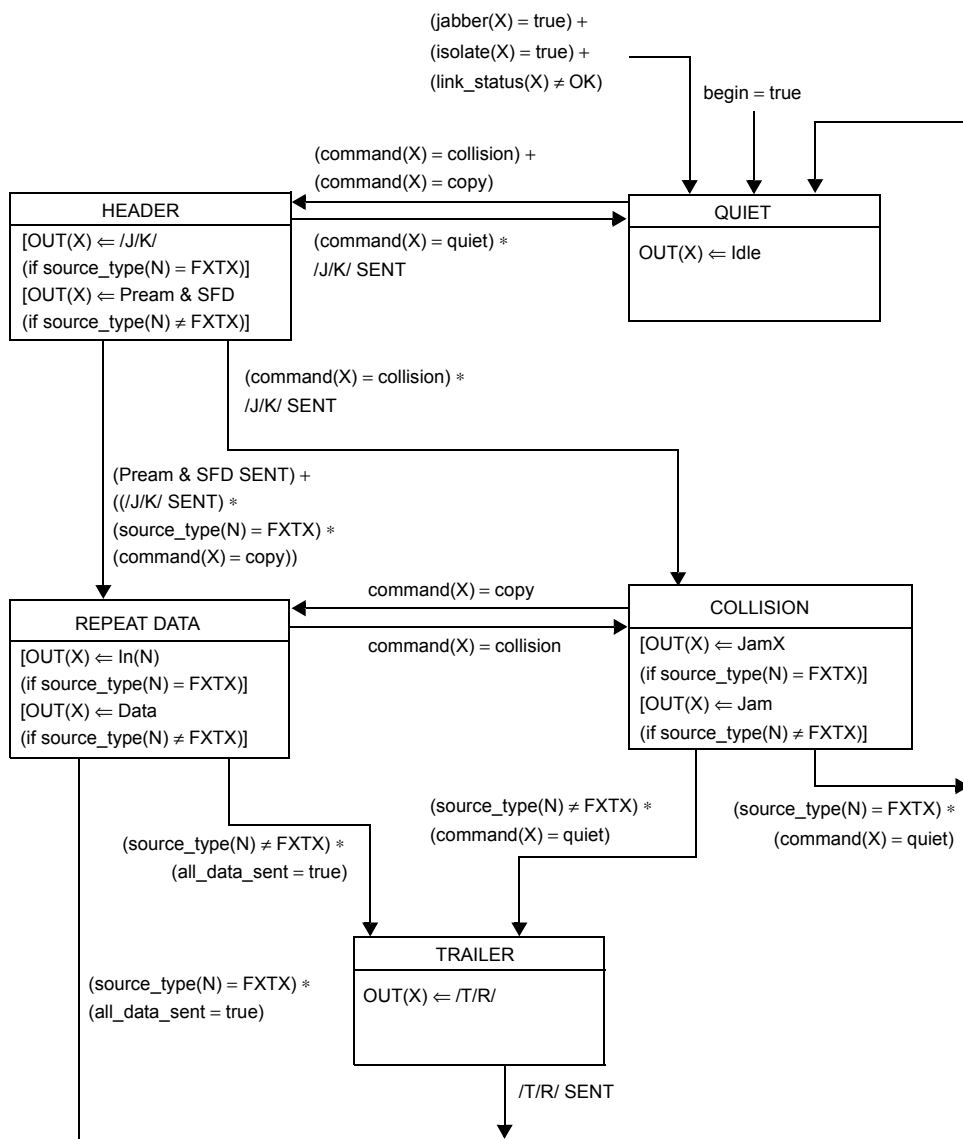 (jabber(X) = true) +
(isolate(X) = true) +
(link_status(X) ≠ OK)
begin = true
(command(X) = collision) +
(command(X) = copy)
HEADER
[OUT(X) ⇐ /J/K/
(if source_type(N) = FXTX)]
[OUT(X) ⇐ Pream & SFD
(if source_type(N) ≠ FXTX)]
(command(X) = quiet) *
/J/K/ SENT
QUIET
OUT(X) ⇐ Idle
(command(X) = collision) *
/J/K/ SENT
(Pream & SFD SENT) +
((/J/K/ SENT) *
(source_type(N) = FXTX) *
(command(X) = copy))
command(X) = copy
command(X) = collision
REPEAT DATA
[OUT(X) ⇐ In(N)
(if source_type(N) = FXTX)]
[OUT(X) ⇐ Data
(if source_type(N) ≠ FXTX)]
COLLISION
[OUT(X) ⇐ JamX
(if source_type(N) = FXTX)]
[OUT(X) ⇐ Jam
(if source_type(N) ≠ FXTX)]
(source_type(N) ≠ FXTX) *
(all_data_sent = true)
(source_type(N) ≠ FXTX) *
(command(X) = quiet)
(source_type(N) = FXTX) *
(command(X) = quiet)
TRAILER
OUT(X) ⇐ /T/R/
(source_type(N) = FXTX) *
(all_data_sent = true)
/T/R/ SENT